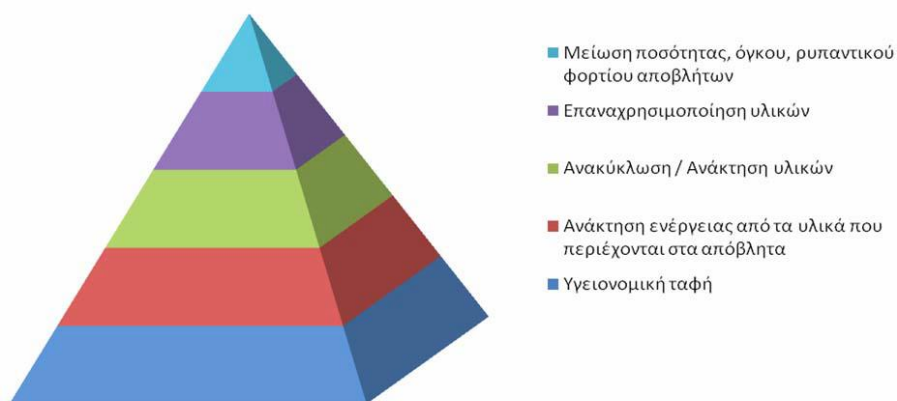 Μείωση ποσότητας, όγκου, ρυπαντικού
φορτίου αποβλήτων
Επαναχρησιμοποίηση υλικών
Ανακύκλωση / Ανάκτηση υλικών
Ανάκτηση ενέργειας από τα υλικά που
περιέχονται στα απόβλητα
Υγειονομική ταφή